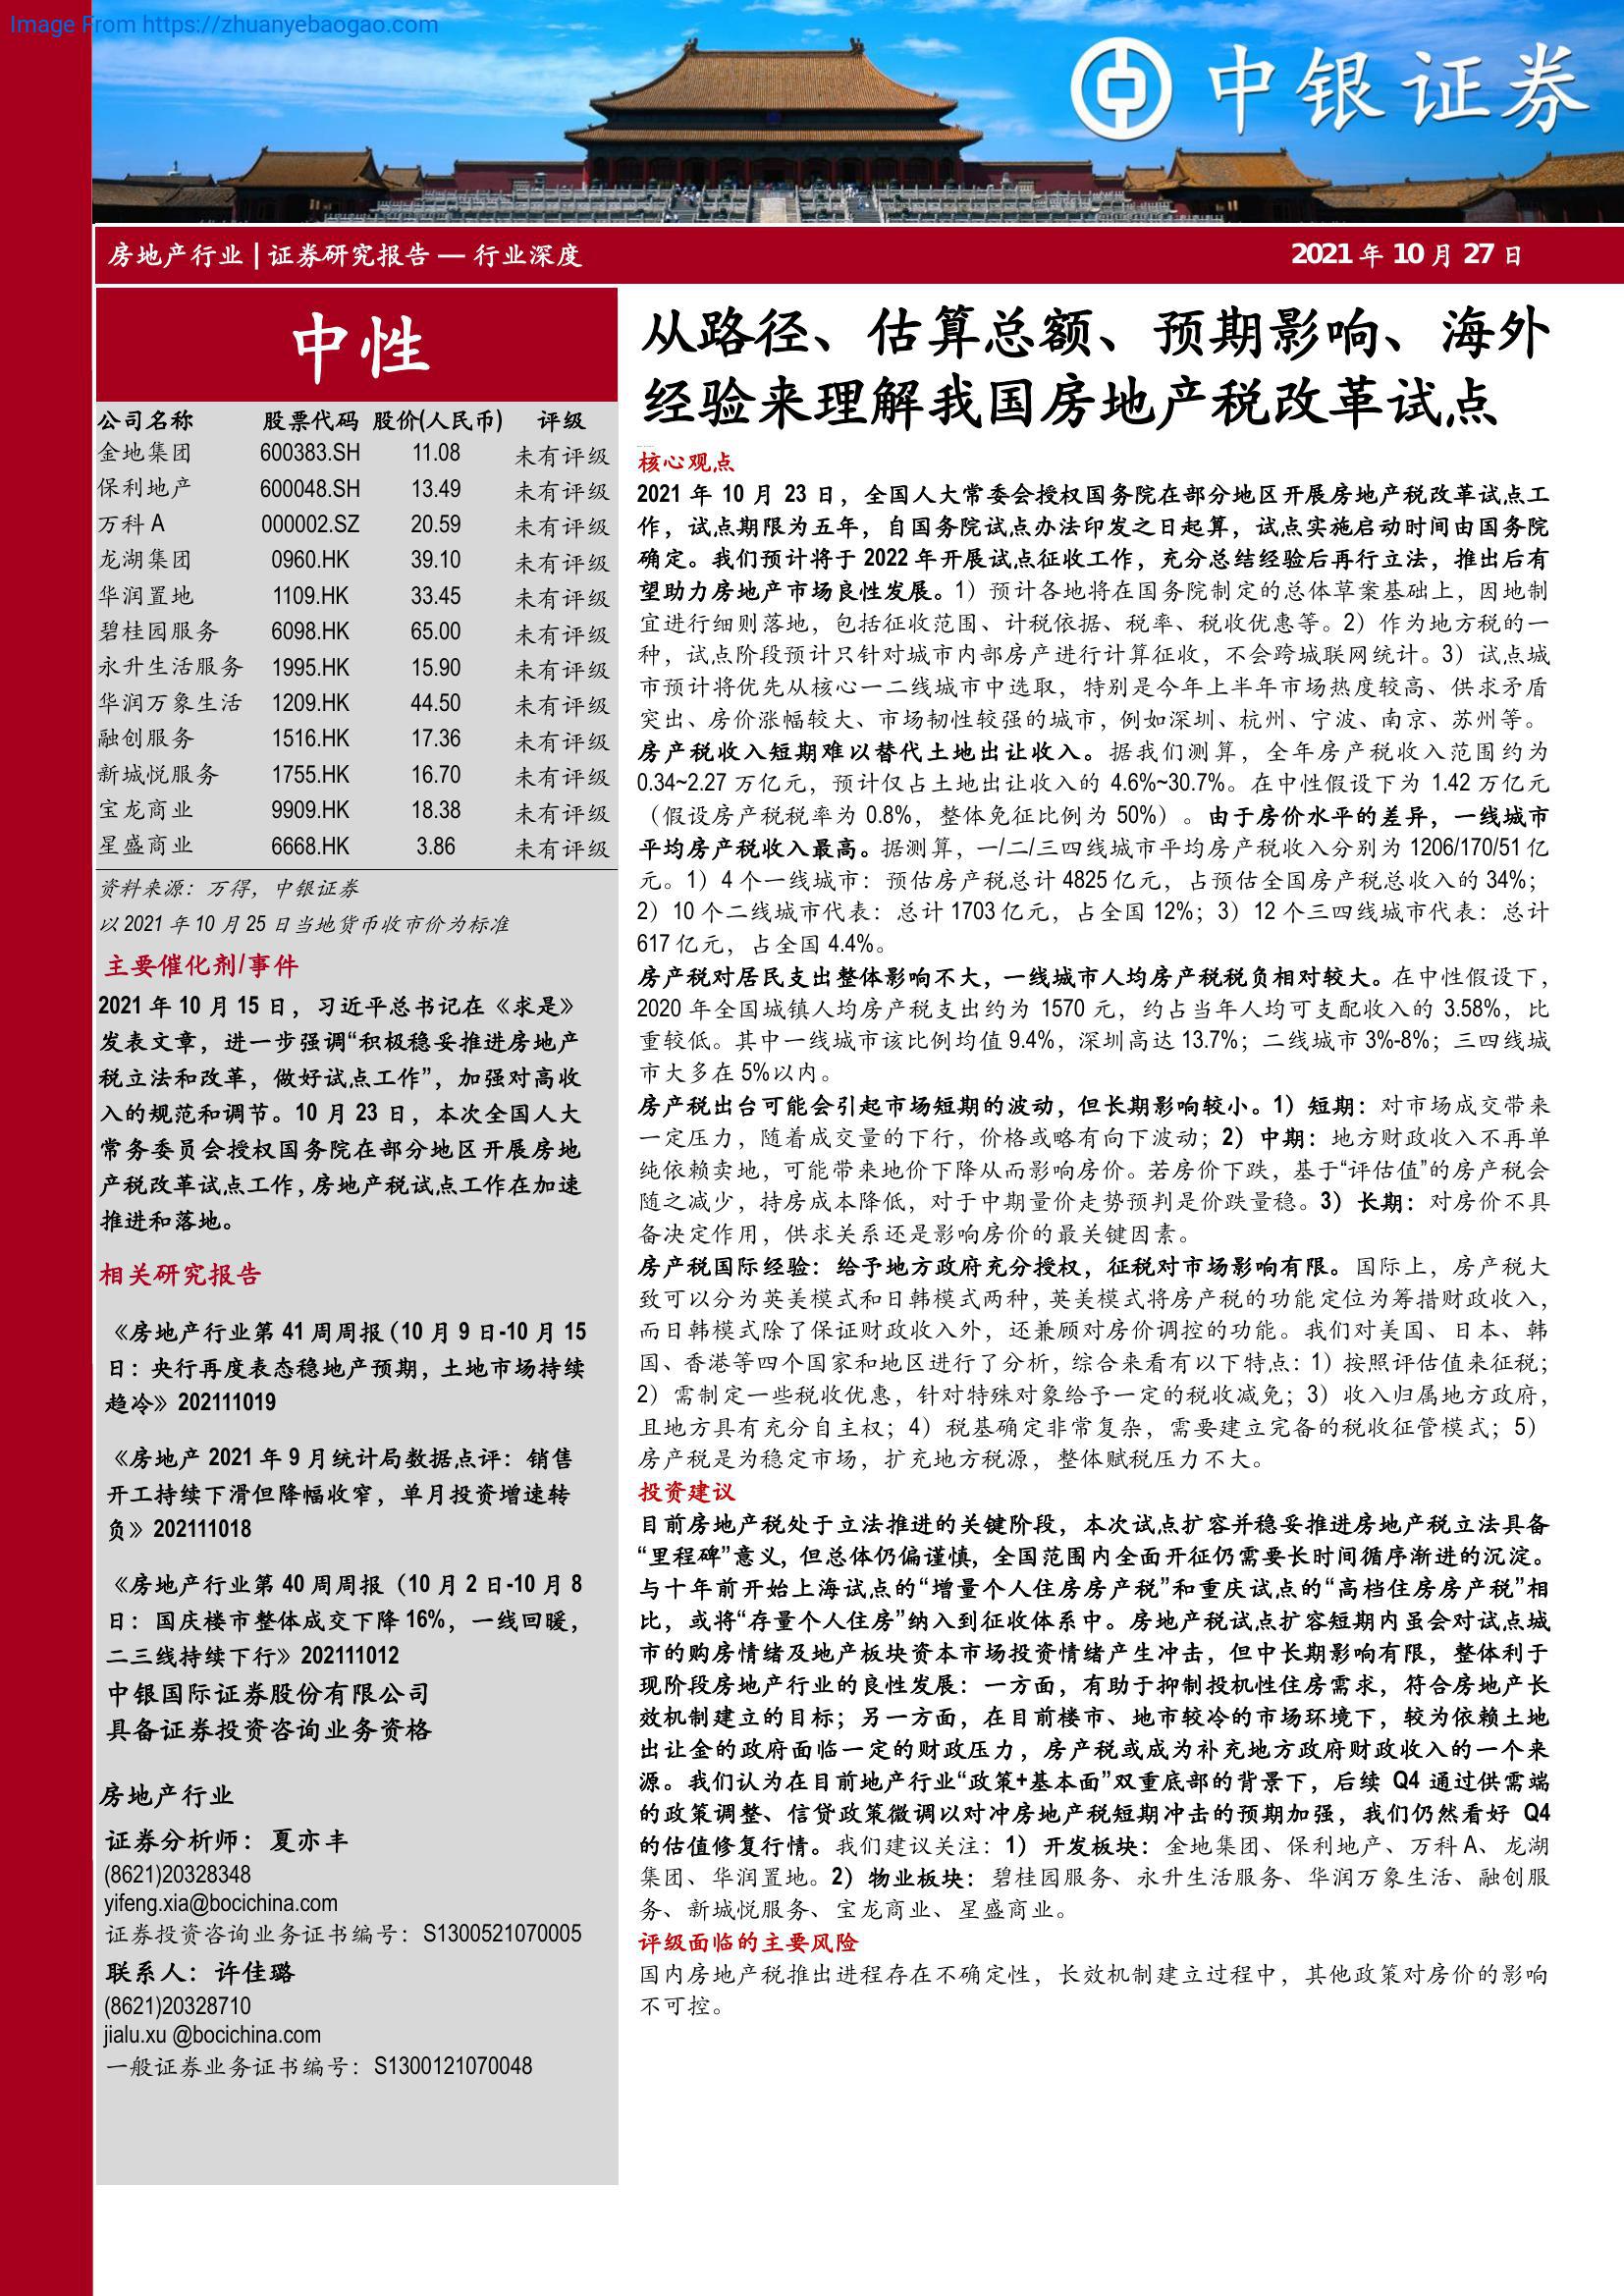 Image From https://zhuanyebaogao.com
中银证券
房地产行业 | 证券研究报告 — 行业深度
2021 年 10 月 27 日
中性
公司名称 股票代码 股价(人民币) 评级
金地集团 600383.SH 11.08 未有评级
保利地产 600048.SH 13.49 未有评级
万科 A 000002.SZ 20.59 未有评级
龙湖集团 0960.HK 39.10 未有评级
华润置地 1109.HK 33.45 未有评级
碧桂园服务 6098.HK 65.00 未有评级
永升生活服务 1995.HK 15.90 未有评级
华润万象生活 1209.HK 44.50 未有评级
融创服务 1516.HK 17.36 未有评级
新城悦服务 1755.HK 16.70 未有评级
宝龙商业 9909.HK 18.38 未有评级
星盛商业 6668.HK 3.86 未有评级
资料来源：万得，中银证券
以 2021 年 10 月 25 日当地货币收市价为标准
主要催化剂/事件
2021 年 10 月 15 日，习近平总书记在《求是》
发表文章，进一步强调“积极稳妥推进房地产
税立法和改革，做好试点工作”，加强对高收
入的规范和调节。10 月 23 日，本次全国人大
常务委员会授权国务院在部分地区开展房地
产税改革试点工作，房地产税试点工作在加速
推进和落地。
相关研究报告
《房地产行业第 41 周周报（10 月 9 日-10 月 15
日：央行再度表态稳地产预期，土地市场持续
趋冷》202111019
《房地产 2021 年 9 月统计局数据点评：销售
开工持续下滑但降幅收窄，单月投资增速转
负》202111018
《房地产行业第 40 周周报（10 月 2 日-10 月 8
日：国庆楼市整体成交下降 16%，一线回暖，
二三线持续下行》202111012
中银国际证券股份有限公司
具备证券投资咨询业务资格
房地产行业
证券分析师：夏亦丰
(8621)20328348
yifeng.xia@bocichina.com
证券投资咨询业务证书编号：S1300521070005
联系人：许佳璐
(8621)20328710
jialu.xu @bocichina.com
一般证券业务证书编号：S1300121070048
从路径、估算总额、预期影响、海外
经验来理解我国房地产税改革试点
核心观点
2021 年 10 月 23 日，全国人大常委会授权国务院在部分地区开展房地产税改革试点工
作，试点期限为五年，自国务院试点办法印发之日起算，试点实施启动时间由国务院
确定。我们预计将于 2022 年开展试点征收工作，充分总结经验后再行立法，推出后有
望助力房地产市场良性发展。1）预计各地将在国务院制定的总体草案基础上，因地制
宜进行细则落地，包括征收范围、计税依据、税率、税收优惠等。2）作为地方税的一
种，试点阶段预计只针对城市内部房产进行计算征收，不会跨城联网统计。3）试点城
市预计将优先从核心一二线城市中选取，特别是今年上半年市场热度较高、供求矛盾
突出、房价涨幅较大、市场韧性较强的城市，例如深圳、杭州、宁波、南京、苏州等。
房产税收入短期难以替代土地出让收入。据我们测算，全年房产税收入范围约为
0.34~2.27 万亿元，预计仅占土地出让收入的 4.6%~30.7%。在中性假设下为 1.42 万亿元
（假设房产税税率为 0.8%，整体免征比例为 50%）。由于房价水平的差异，一线城市
平均房产税收入最高。据测算，一/二/三四线城市平均房产税收入分别为 1206/170/51 亿
元。1）4 个一线城市：预估房产税总计 4825 亿元，占预估全国房产税总收入的 34%；
2）10 个二线城市代表：总计 1703 亿元，占全国 12%；3）12 个三四线城市代表：总计
617 亿元，占全国 4.4%。
房产税对居民支出整体影响不大，一线城市人均房产税税负相对较大。在中性假设下，
2020 年全国城镇人均房产税支出约为 1570 元，约占当年人均可支配收入的 3.58%，比
重较低。其中一线城市该比例均值 9.4%，深圳高达 13.7%；二线城市 3%-8%；三四线城
市大多在 5%以内。
房产税出台可能会引起市场短期的波动，但长期影响较小。1）短期：对市场成交带来
一定压力，随着成交量的下行，价格或略有向下波动；2）中期：地方财政收入不再单
纯依赖卖地，可能带来地价下降从而影响房价。若房价下跌，基于“评估值”的房产税会
随之减少，持房成本降低，对于中期量价走势预判是价跌量稳。3）长期：对房价不具
备决定作用，供求关系还是影响房价的最关键因素。
房产税国际经验：给予地方政府充分授权，征税对市场影响有限。国际上，房产税大
致可以分为英美模式和日韩模式两种，英美模式将房产税的功能定位为筹措财政收入，
而日韩模式除了保证财政收入外，还兼顾对房价调控的功能。我们对美国、日本、韩
国、香港等四个国家和地区进行了分析，综合来看有以下特点：1）按照评估值来征税；
2）需制定一些税收优惠，针对特殊对象给予一定的税收减免；3）收入归属地方政府，
且地方具有充分自主权；4）税基确定非常复杂，需要建立完备的税收征管模式；5）
房产税是为稳定市场，扩充地方税源，整体赋税压力不大。
投资建议
目前房地产税处于立法推进的关键阶段，本次试点扩容并稳妥推进房地产税立法具备
“里程碑”意义，但总体仍偏谨慎，全国范围内全面开征仍需要长时间循序渐进的沉淀。
与十年前开始上海试点的“增量个人住房房产税”和重庆试点的“高档住房房产税”相
比，或将“存量个人住房”纳入到征收体系中。房地产税试点扩容短期内虽会对试点城
市的购房情绪及地产板块资本市场投资情绪产生冲击，但中长期影响有限，整体利于
现阶段房地产行业的良性发展：一方面，有助于抑制投机性住房需求，符合房地产长
效机制建立的目标；另一方面，在目前楼市、地市较冷的市场环境下，较为依赖土地
出让金的政府面临一定的财政压力，房产税或成为补充地方政府财政收入的一个来
源。我们认为在目前地产行业“政策+基本面”双重底部的背景下，后续 Q4 通过供需端
的政策调整、信贷政策微调以对冲房地产税短期冲击的预期加强，我们仍然看好 Q4
的估值修复行情。我们建议关注：1）开发板块：金地集团、保利地产、万科 A、龙湖
集团、华润置地。2）物业板块：碧桂园服务、永升生活服务、华润万象生活、融创服
务、新城悦服务、宝龙商业、星盛商业。
评级面临的主要风险
国内房地产税推出进程存在不确定性，长效机制建立过程中，其他政策对房价的影响
不可控。